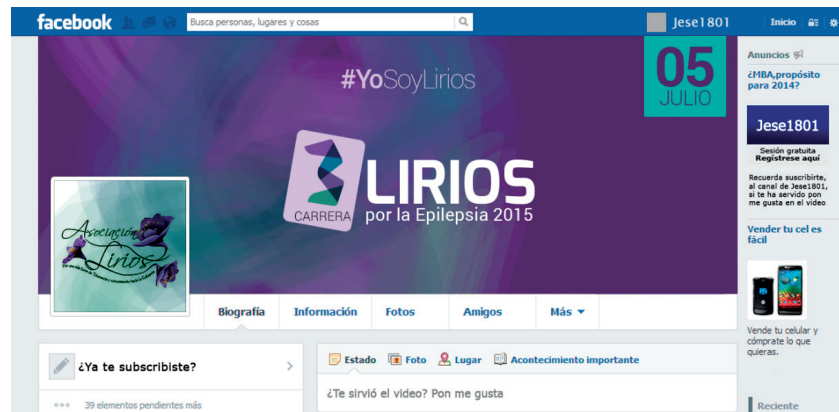 facebook
Busca personas, lugares y cosas
Jese1801
Inicio
#YoSoyLirios
05
JULIO
3 LIRIOS
CARRERA
por la Epilepsia 2015
Asociación
Lirios
Biografía
Información
Fotos
Amigos
Más
¿Ya te subscribiste?
39 elementos pendientes más
Estado
Foto
Lugar
Acontecimiento importante
¿Te sirvió el video? Pon me gusta
Anuncios
¿MBA,propósito
para 2014?
Jese1801
Sesión gratuita
Regístrese aquí
Recuerda suscribirte,
al canal de Jese1801,
si te ha servido pon
me gusta en el video
Vender tu cel es
fácil
Vende tu celular y
cómprate lo que
quieras.
Reciente